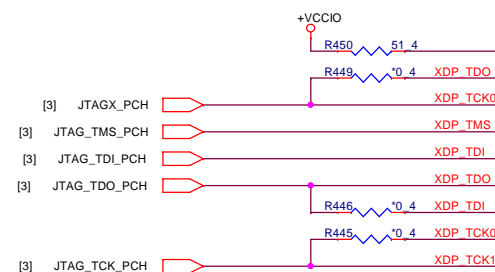 +VCCIO
R450 51_4
R449 *0_4 XDP_TDO
[3] JTAGX_PCH XDP_TCK0
[3] JTAG_TMS_PCH XDP_TMS
[3] JTAG_TDI_PCH XDP_TDI
[3] JTAG_TDO_PCH XDP_TDO
R446 *0_4 XDP_TDI
R445 *0_4 XDP_TCK0
[3] JTAG_TCK_PCH XDP_TCK1